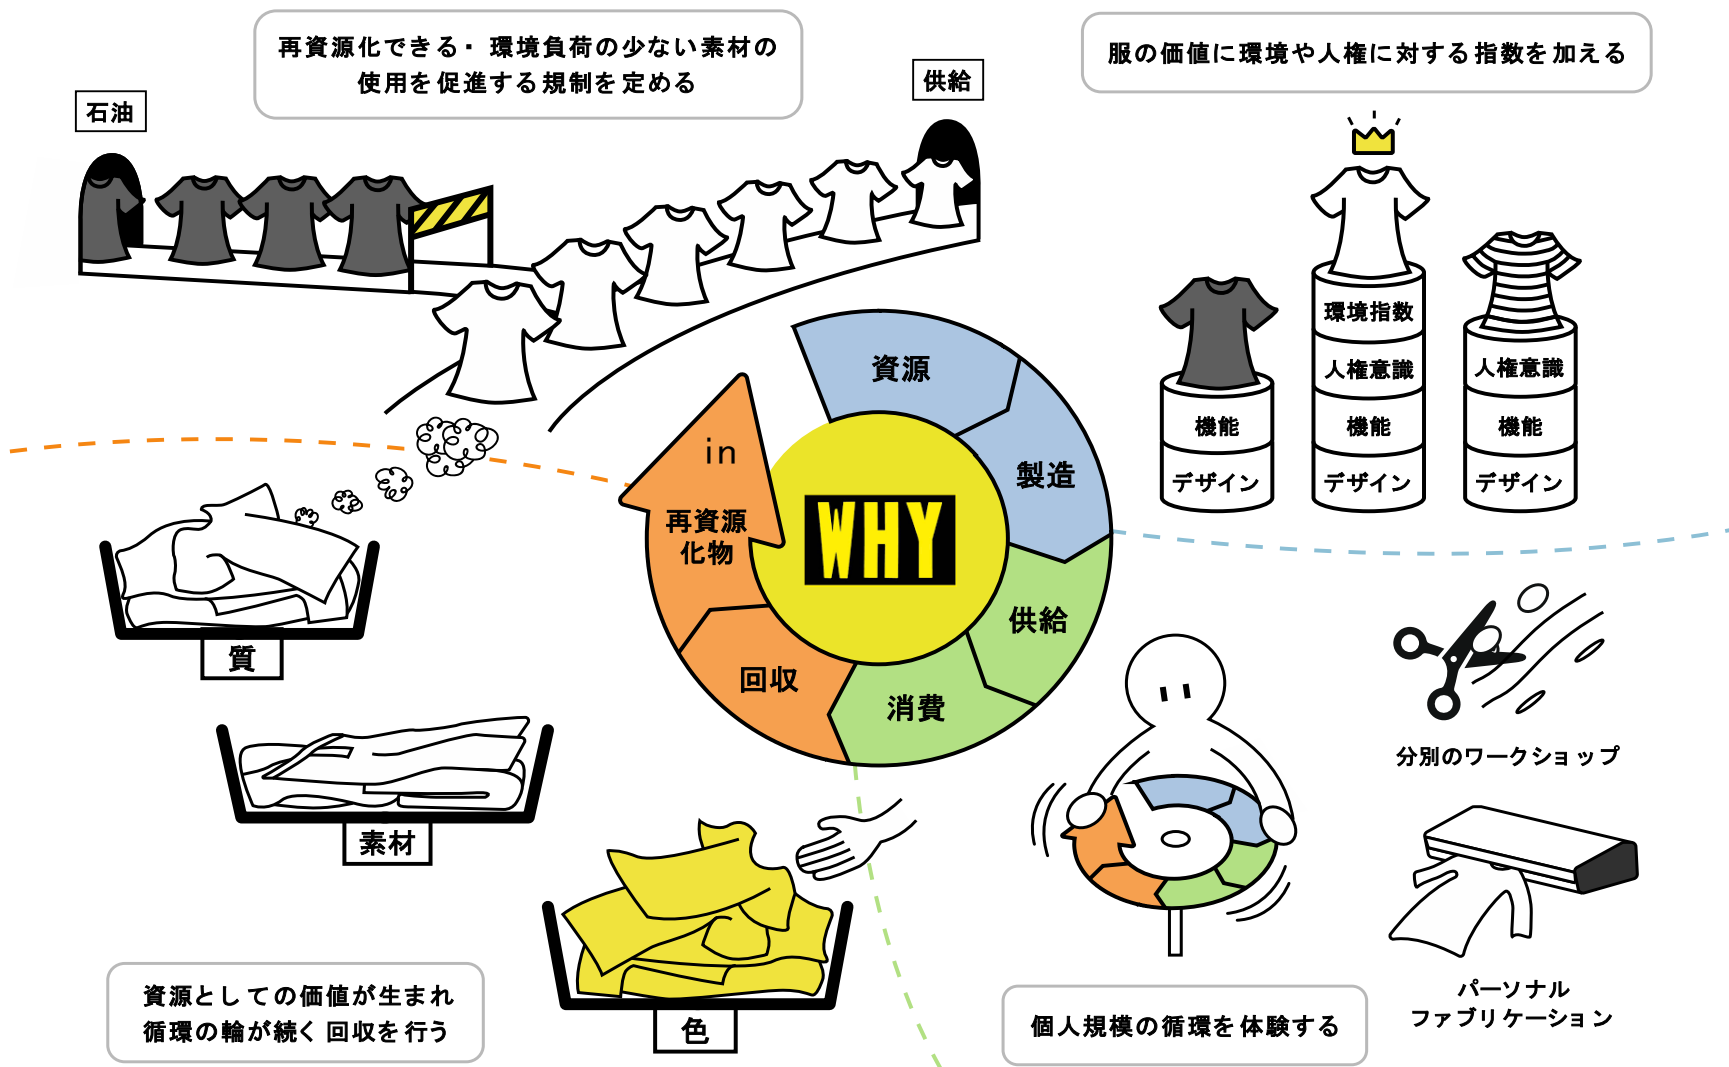 再資源化できる・環境負荷の少ない素材の
使用を促進する規制を定める
石油
供給
服の価値に環境や人権に対する指数を加える
環境指数
人権意識
機能
デザイン
機能
デザイン
人権意識
機能
デザイン
資源
製造
供給
消費
回収
再資源
化物
in
WHY
質
素材
色
資源としての価値が生まれ
循環の輪が続く回収を行う
個人規模の循環を体験する
分別のワークショップ
パーソナル
ファブリケーション